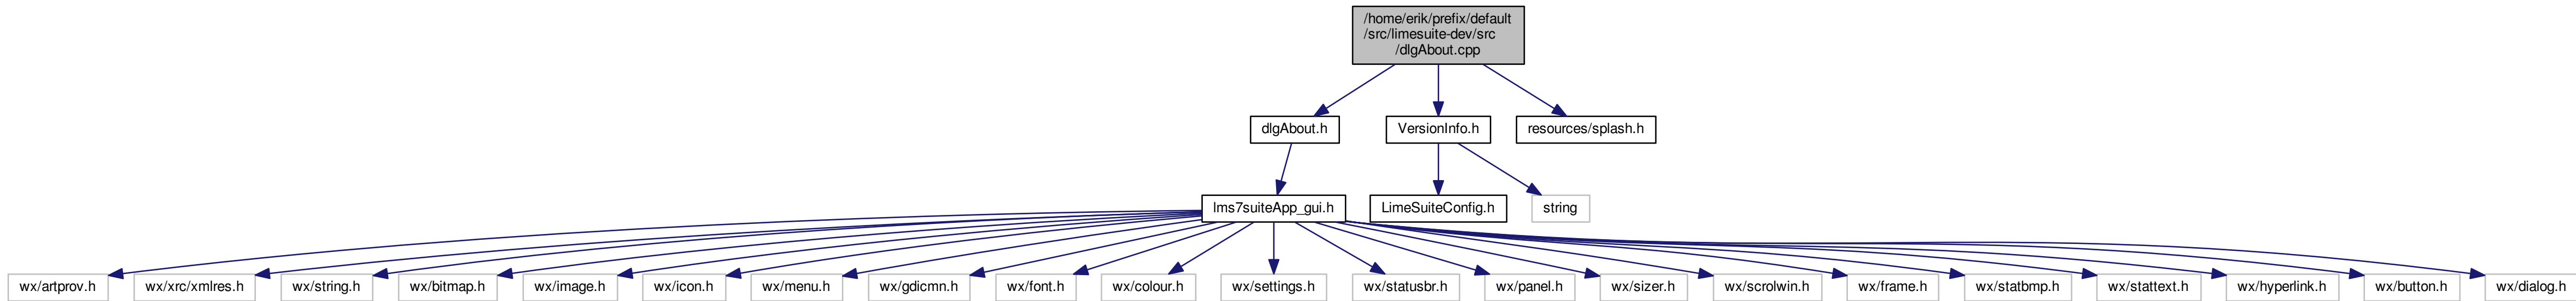 /home/erik/prefix/default
/src/limesuite-dev/src
/dlgAbout.cpp
dlgAbout.h
VersionInfo.h
resources/splash.h
lms7suiteApp_gui.h
LimeSuiteConfig.h
string
wx/artprov.h
wx/xrc/xmlres.h
wx/string.h
wx/bitmap.h
wx/image.h
wx/icon.h
wx/menu.h
wx/gdicmn.h
wx/font.h
wx/colour.h
wx/settings.h
wx/statusbr.h
wx/panel.h
wx/sizer.h
wx/scrolwin.h
wx/frame.h
wx/statbmp.h
wx/stattext.h
wx/hyperlink.h
wx/button.h
wx/dialog.h